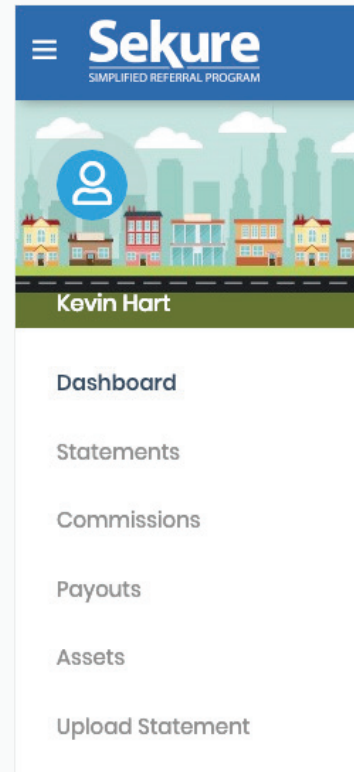 Sekure
SIMPLIFIED REFERRAL PROGRAM
Kevin Hart
Dashboard
Statements
Commissions
Payouts
Assets
Upload Statement